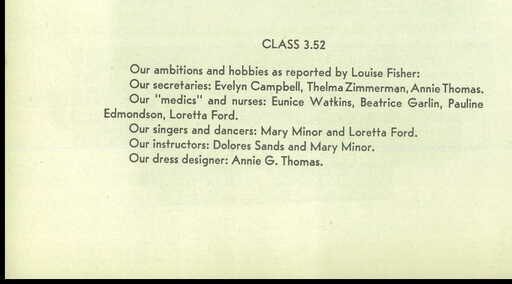 CLASS 3.52
Our ambitions and hobbies as reported by Louise Fisher:
Our secretaries: Evelyn Campbell, Thelma Zimmerman, Annie Thomas.
Our "medics" and nurses: Eunice Watkins, Beatrice Garlin, Pauline
Edmondson, Loretta Ford.
Our singers and dancers: Mary Minor and Loretta Ford.
Our instructors: Dolores Sands and Mary Minor.
Our dress designer: Annie G. Thomas.